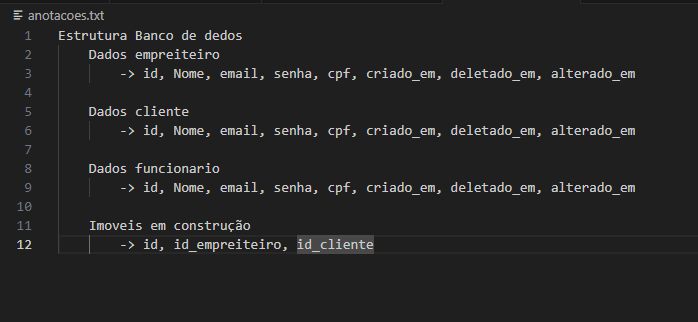 anotacoes.txt
1 Estrutura Banco de dedos
2 Dados empreiteiro
3 -> id, Nome, email, senha, cpf, criado_em, deletado_em, alterado_em
4
5 Dados cliente
6 -> id, Nome, email, senha, cpf, criado_em, deletado_em, alterado_em
7
8 Dados funcionario
9 -> id, Nome, email, senha, cpf, criado_em, deletado_em, alterado_em
10
11 Imoveis em construção
12 -> id, id_empreiteiro, id_cliente